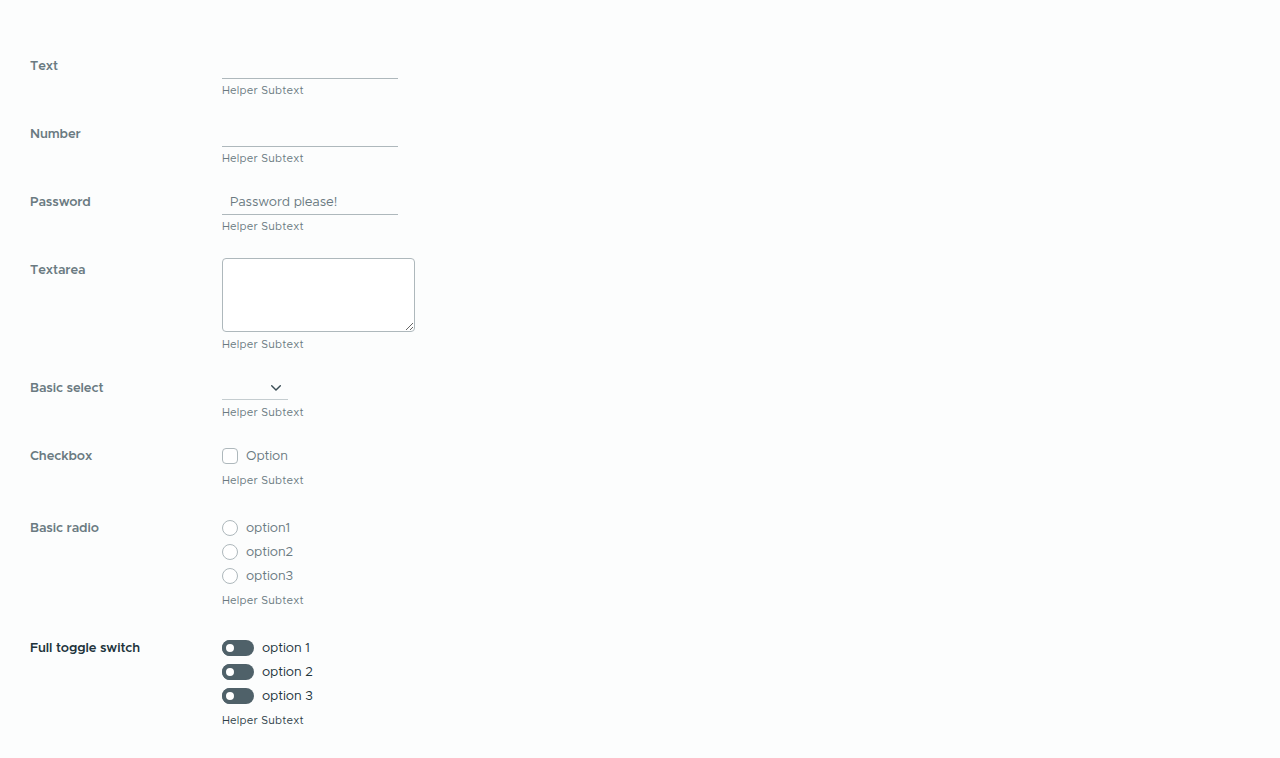 Text
Helper Subtext
Number
Helper Subtext
Password Password please!
Helper Subtext
Textarea
Helper Subtext
Basic select
Helper Subtext
Checkbox Option
Helper Subtext
Basic radio option1
option2
option3
Helper Subtext
Full toggle switch option 1
option 2
option 3
Helper Subtext